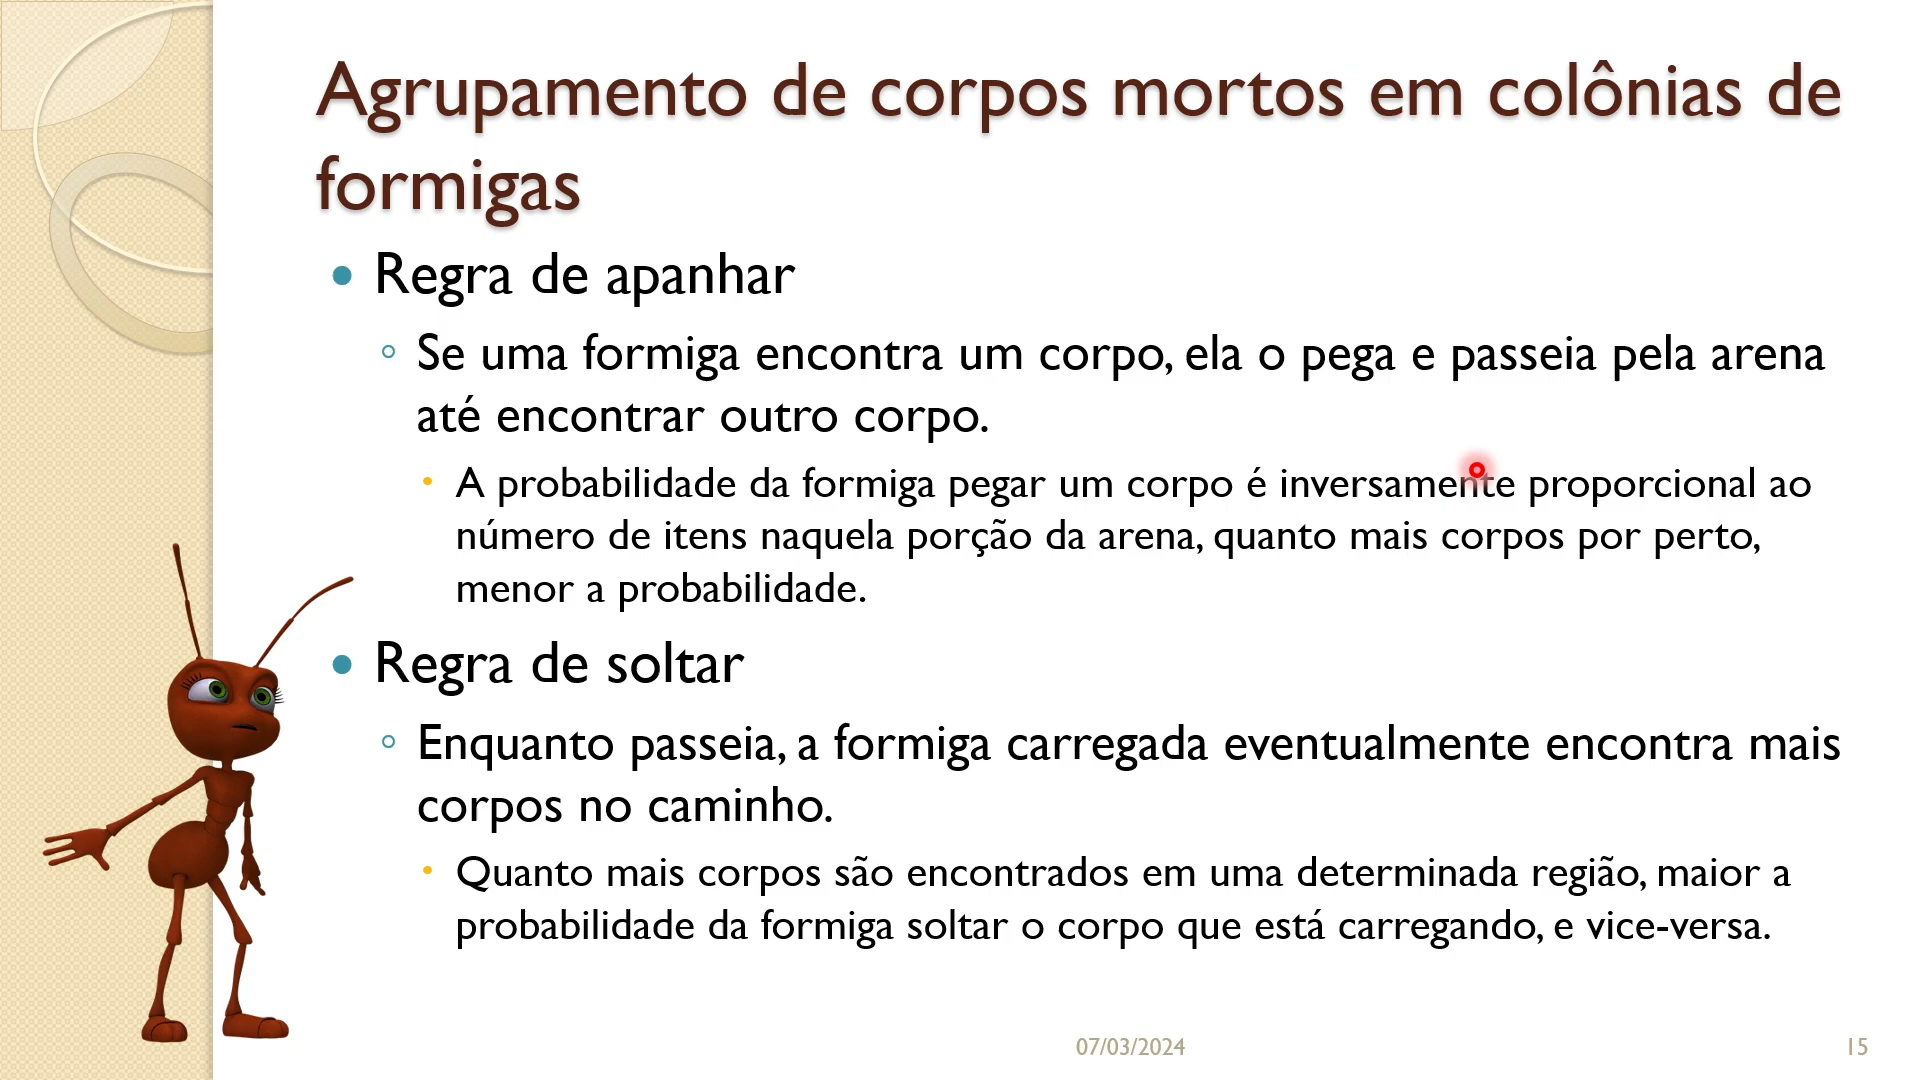 Agrupamento de corpos mortos em colônias de
formigas
Regra de apanhar
Se uma formiga encontra um corpo, ela o pega e passeia pela arena
até encontrar outro corpo.
A probabilidade da formiga pegar um corpo é inversamente proporcional ao
número de itens naquela porção da arena, quanto mais corpos por perto,
menor a probabilidade.
Regra de soltar
Enquanto passeia, a formiga carregada eventualmente encontra mais
corpos no caminho.
Quanto mais corpos são encontrados em uma determinada região, maior a
probabilidade da formiga soltar o corpo que está carregando, e vice-versa.
07/03/2024
15